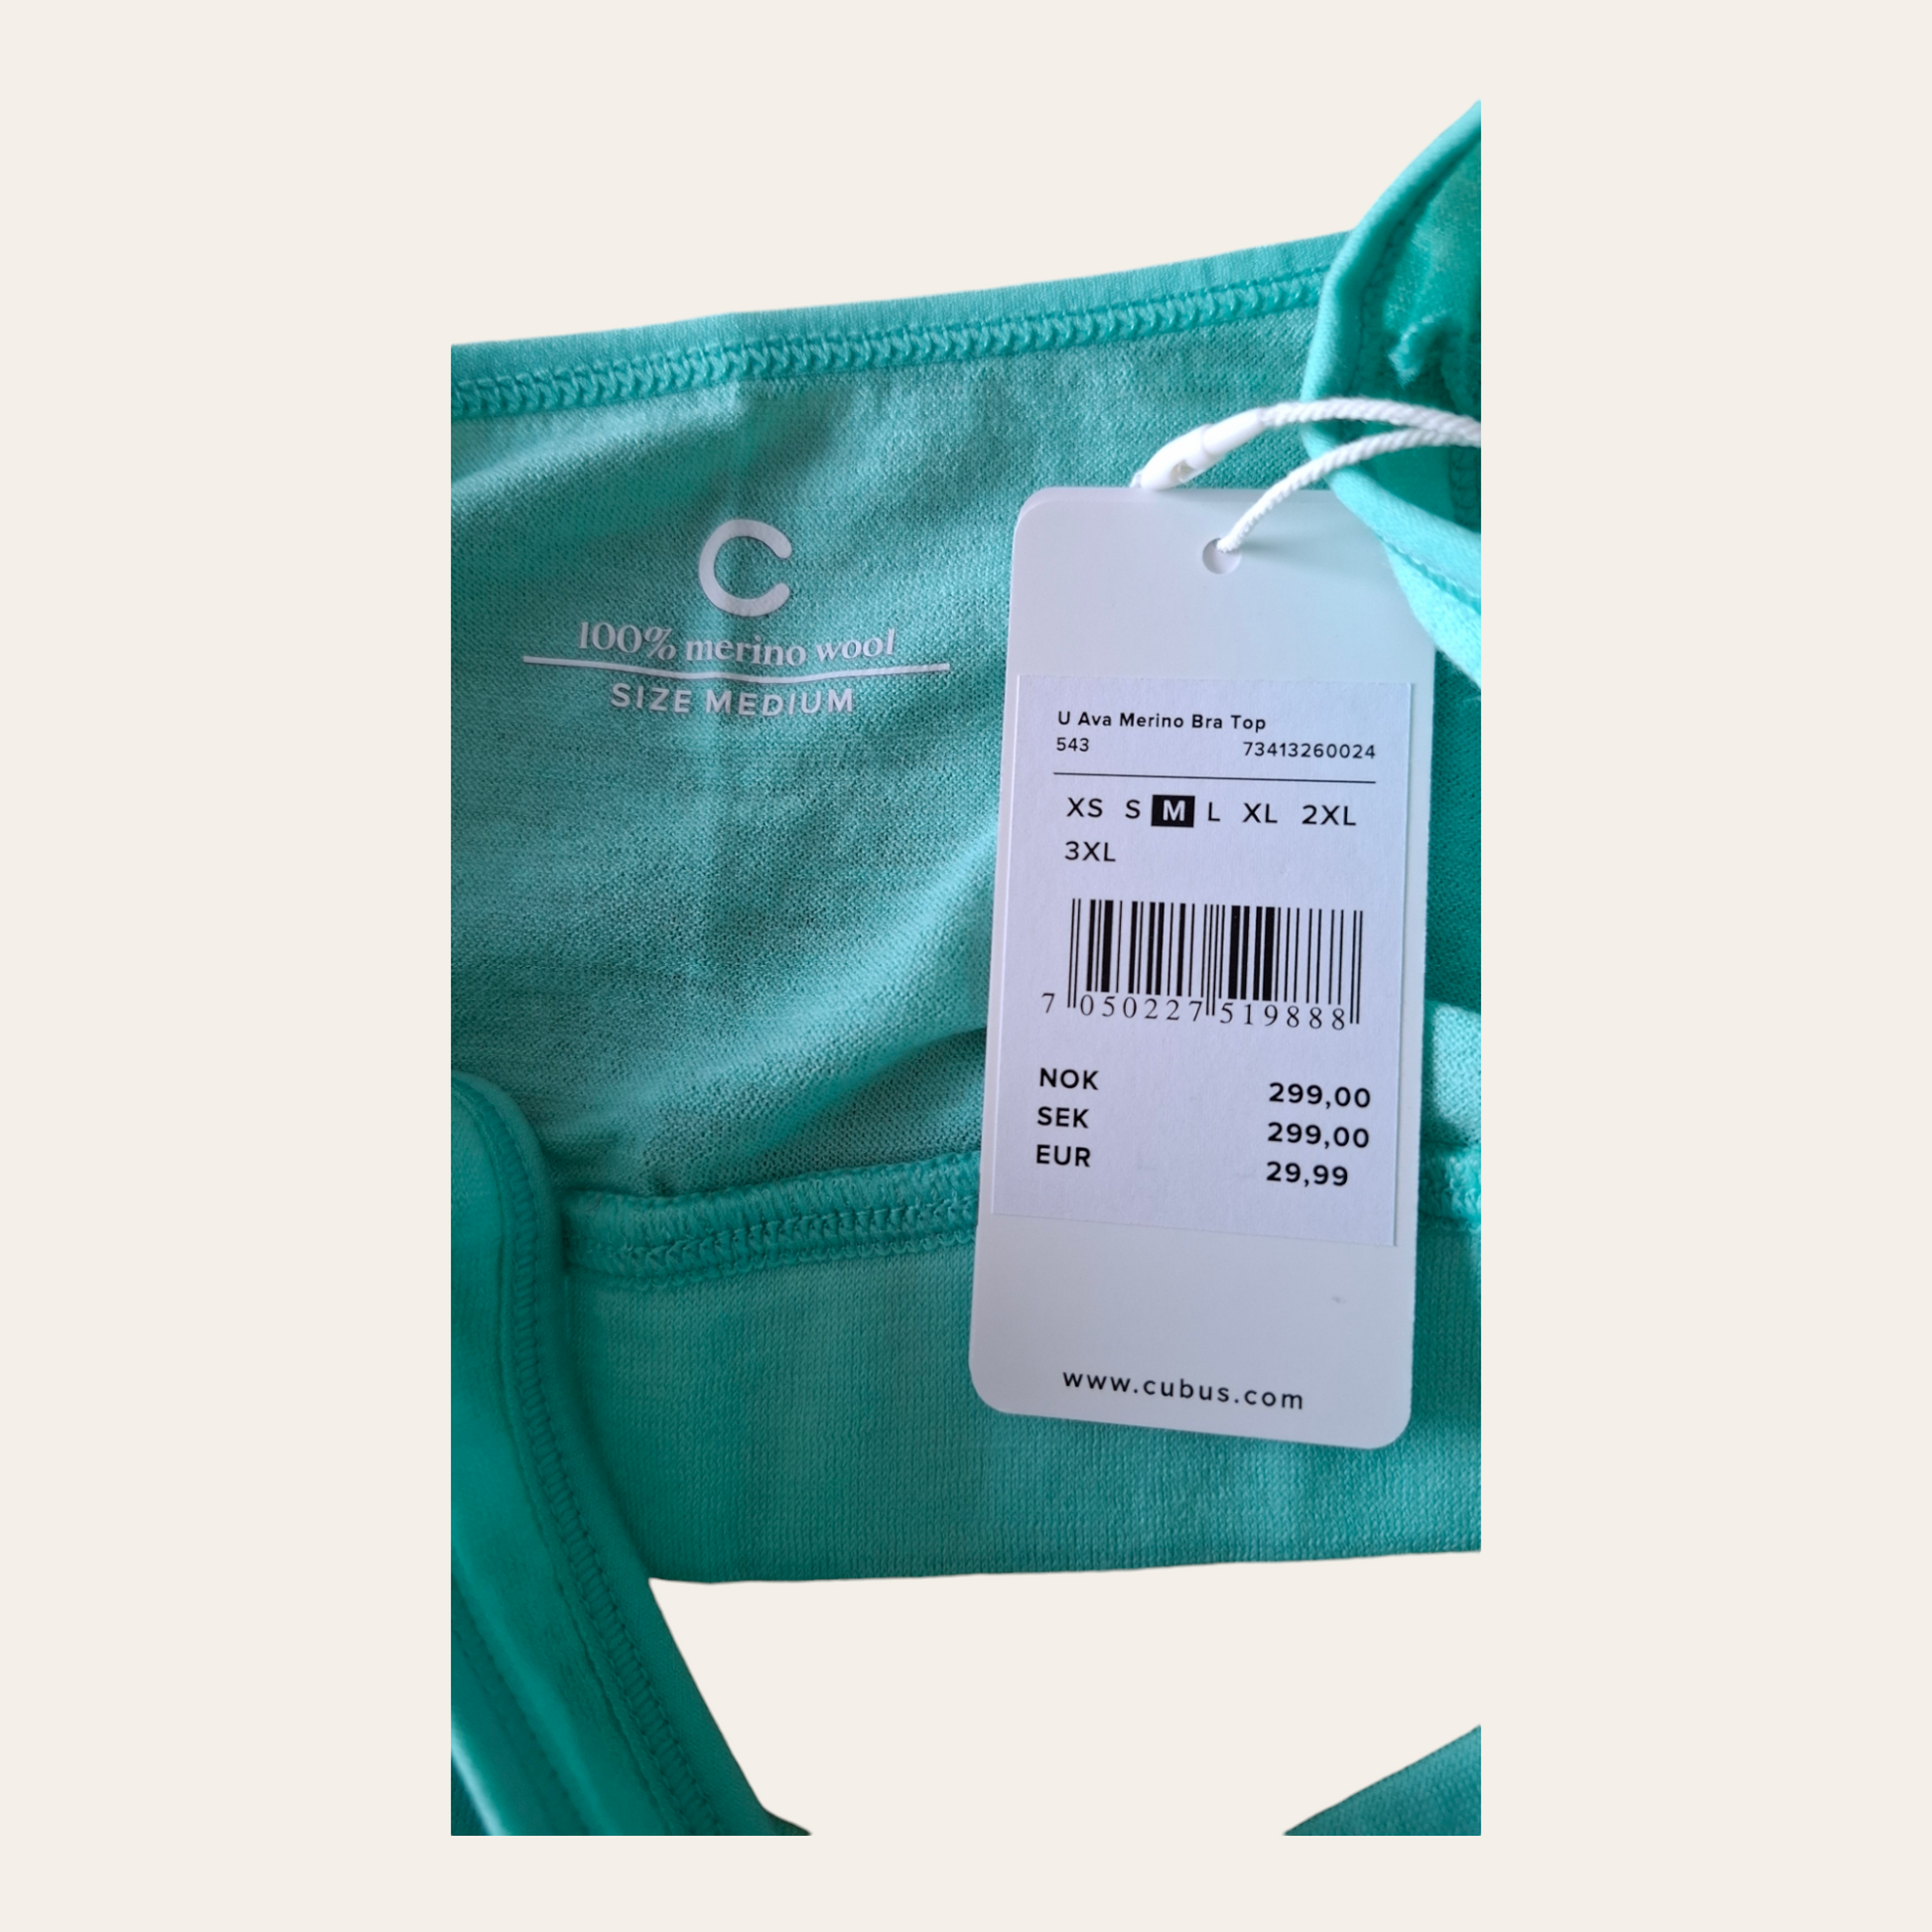 C
100% merino wool
SIZE MEDIUM
U Ava Merino Bra Top
543 73413260024
XS S M L XL 2XL
3XL
7 050227 519888
NOK 299,00
SEK 299,00
EUR 29,99
www.cubus.com